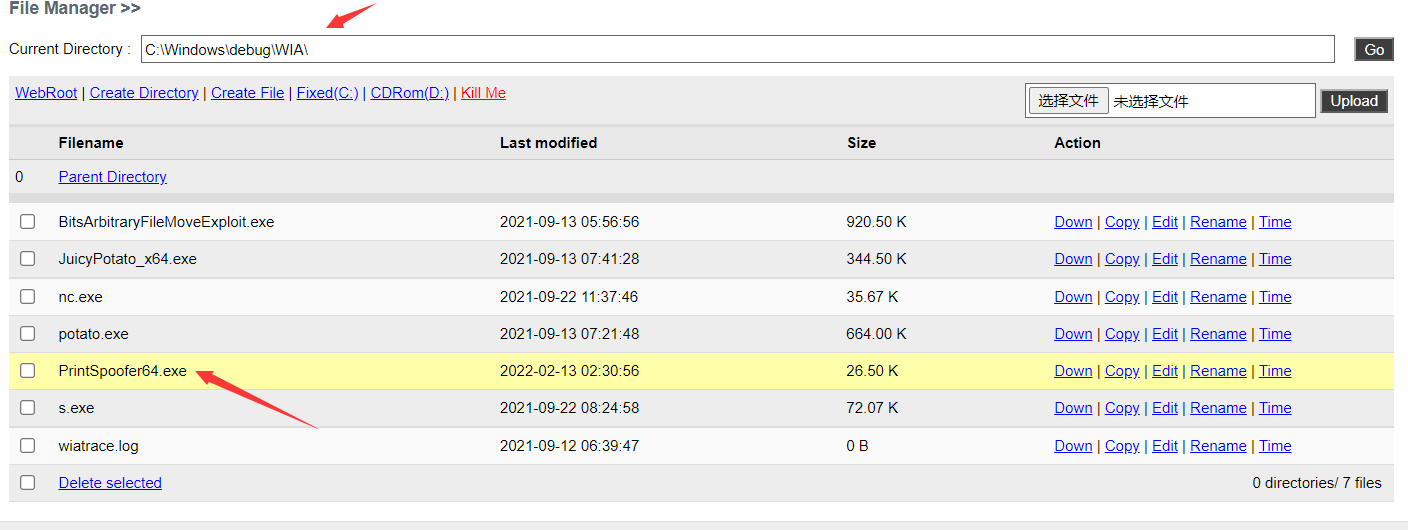 File Manager >>
Current Directory : C:\Windows\debug\WIA\ Go
WebRoot | Create Directory | Create File | Fixed(C:) | CDRom(D:) | Kill Me 选择文件 未选择文件 Upload
Filename Last modified Size Action
0 Parent Directory
BitsArbitraryFileMoveExploit.exe 2021-09-13 05:56:56 920.50 K Down | Copy | Edit | Rename | Time
JuicyPotato_x64.exe 2021-09-13 07:41:28 344.50 K Down | Copy | Edit | Rename | Time
nc.exe 2021-09-22 11:37:46 35.67 K Down | Copy | Edit | Rename | Time
potato.exe 2021-09-13 07:21:48 664.00 K Down | Copy | Edit | Rename | Time
PrintSpoofer64.exe 2022-02-13 02:30:56 26.50 K Down | Copy | Edit | Rename | Time
s.exe 2021-09-22 08:24:58 72.07 K Down | Copy | Edit | Rename | Time
wiatrace.log 2021-09-12 06:39:47 0 B Down | Copy | Edit | Rename | Time
Delete selected 0 directories/ 7 files